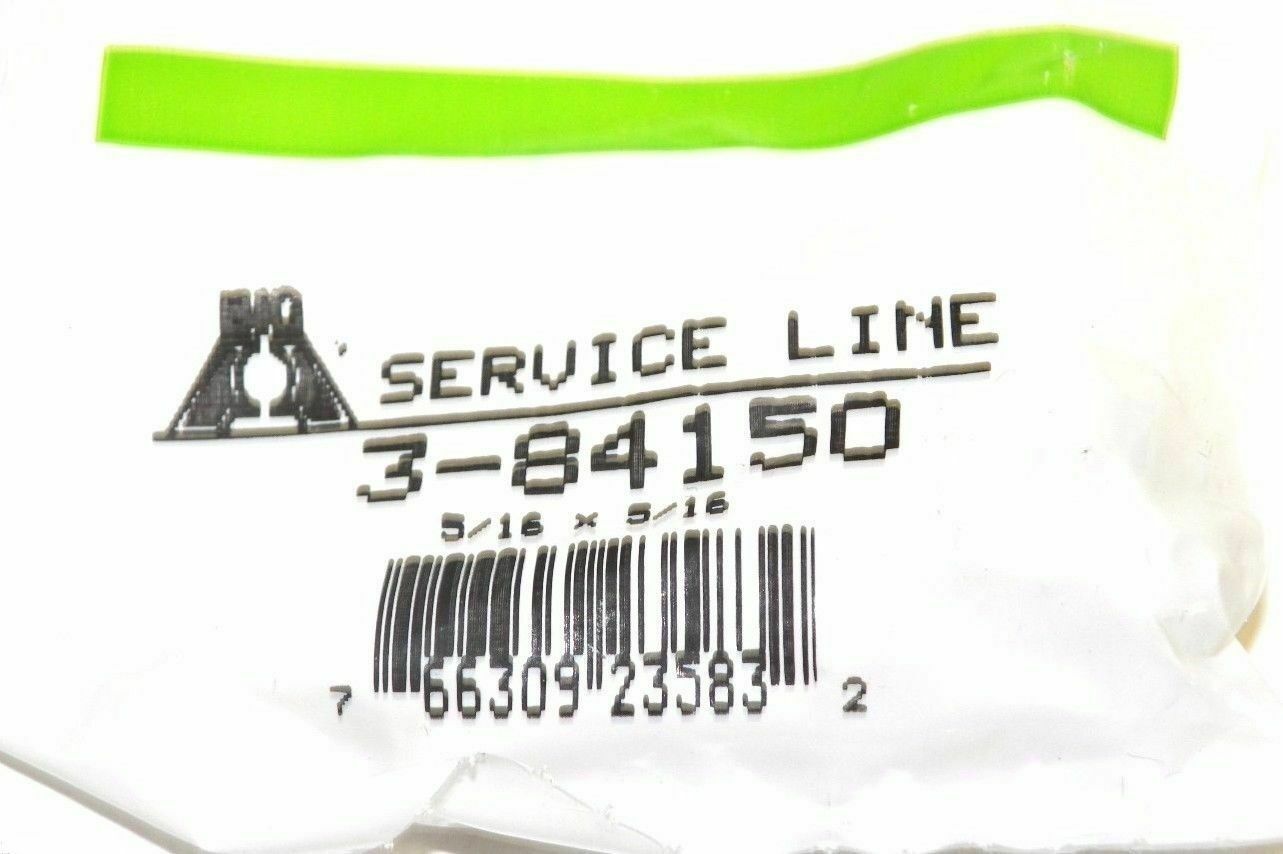 SERVICE LINE
3-84150
5/16 x 5/16
7 66309 23583 2